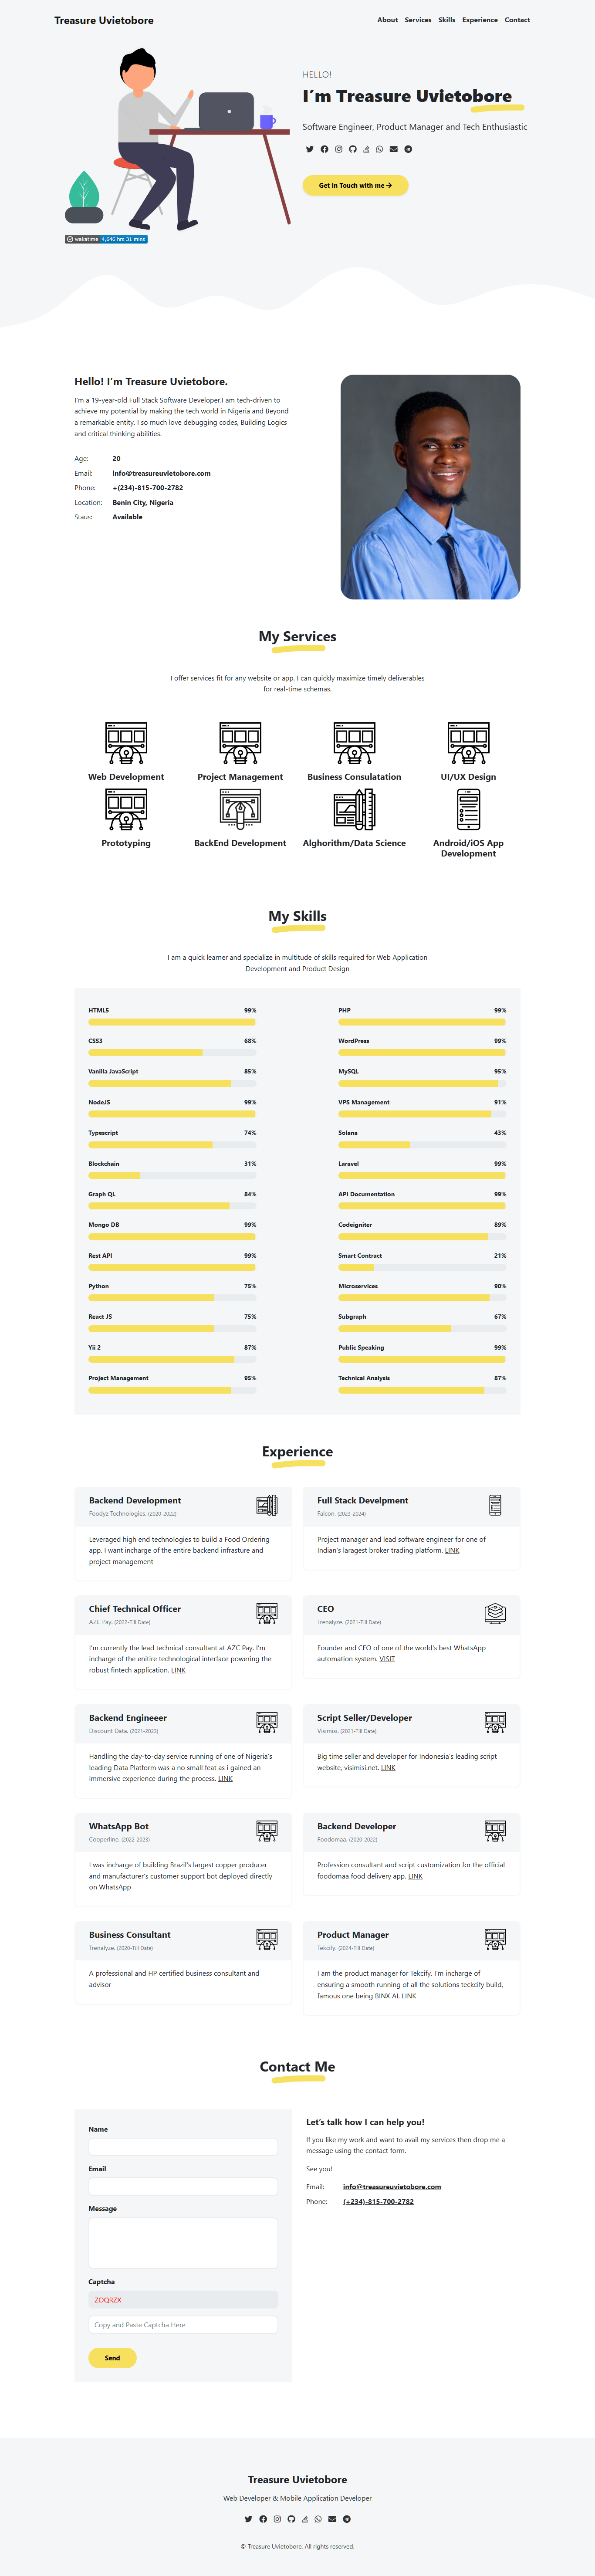 Treasure Uvietobore
About Services Skills Experience Contact
HELLO!
I'm Treasure Uvietobore
Software Engineer, Product Manager and Tech Enthusiastic
Get In Touch with me
wakatime 4,646 hrs 31 mins
Hello! I'm Treasure Uvietobore.
I'm a 19-year-old Full Stack Software Developer.I am tech-driven to
achieve my potential by making the tech world in Nigeria and Beyond
a remarkable entity. I so much love debugging codes, Building Logics
and critical thinking abilities.
Age: 20
Email: info@treasureuvietobore.com
Phone: +(234)-815-700-2782
Location: Benin City, Nigeria
Staus: Available
My Services
I offer services fit for any website or app. I can quickly maximize timely deliverables
for real-time schemas.
Web Development
Project Management
Business Consulatation
UI/UX Design
Prototyping
BackEnd Development
Alghorithm/Data Science
Android/iOS App
Development
My Skills
I am a quick learner and specialize in multitude of skills required for Web Application
Development and Product Design
HTML5 99%
PHP 99%
CSS3 68%
WordPress 99%
Vanilla JavaScript 85%
MySQL 95%
NodeJS 99%
VPS Management 91%
Typescript 74%
Solana 43%
Blockchain 31%
Laravel 99%
Graph QL 84%
API Documentation 99%
Mongo DB 99%
Codeigniter 89%
Rest API 99%
Smart Contract 21%
Python 75%
Microservices 90%
React JS 75%
Subgraph 67%
Yii 2 87%
Public Speaking 99%
Project Management 95%
Technical Analysis 87%
Experience
Backend Development
Foodyz Technologies. (2020-2022)
Leveraged high end technologies to build a Food Ordering
app. I want incharge of the entire backend infrasture and
project management
Full Stack Develpment
Falcon. (2023-2024)
Project manager and lead software engineer for one of
Indian's laragest broker trading platform. LINK
Chief Technical Officer
AZC Pay. (2022-Till Date)
I'm currently the lead technical consultant at AZC Pay. I'm
incharge of the enitire technological interface powering the
robust fintech application. LINK
CEO
Trenalyze. (2021-Till Date)
Founder and CEO of one of the world's best WhatsApp
automation system. VISIT
Backend Engineeer
Discount Data. (2021-2023)
Handling the day-to-day service running of one of Nigeria's
leading Data Platform was a no small feat as i gained an
immersive experience during the process. LINK
Script Seller/Developer
Visimisi. (2021-Till Date)
Big time seller and developer for Indonesia's leading script
website, visimisi.net. LINK
WhatsApp Bot
Cooperline. (2022-2023)
I was incharge of building Brazil's largest copper producer
and manufacturer's customer support bot deployed directly
on WhatsApp
Backend Developer
Foodomaa. (2020-2022)
Profession consultant and script customization for the official
foodomaa food delivery app. LINK
Business Consultant
Trenalyze. (2020-Till Date)
A professional and HP certified business consultant and
advisor
Product Manager
Tekcify. (2024-Till Date)
I am the product manager for Tekcify. I'm incharge of
ensuring a smooth running of all the solutions teckcify build,
famous one being BINX AI. LINK
Contact Me
Name
Email
Message
Captcha
ZOQRZX
Copy and Paste Captcha Here
Send
Let's talk how I can help you!
If you like my work and want to avail my services then drop me a
message using the contact form.
See you!
Email: info@treasureuvietobore.com
Phone: (+234)-815-700-2782
Treasure Uvietobore
Web Developer & Mobile Application Developer
© Treasure Uvietobore. All rights reserved.